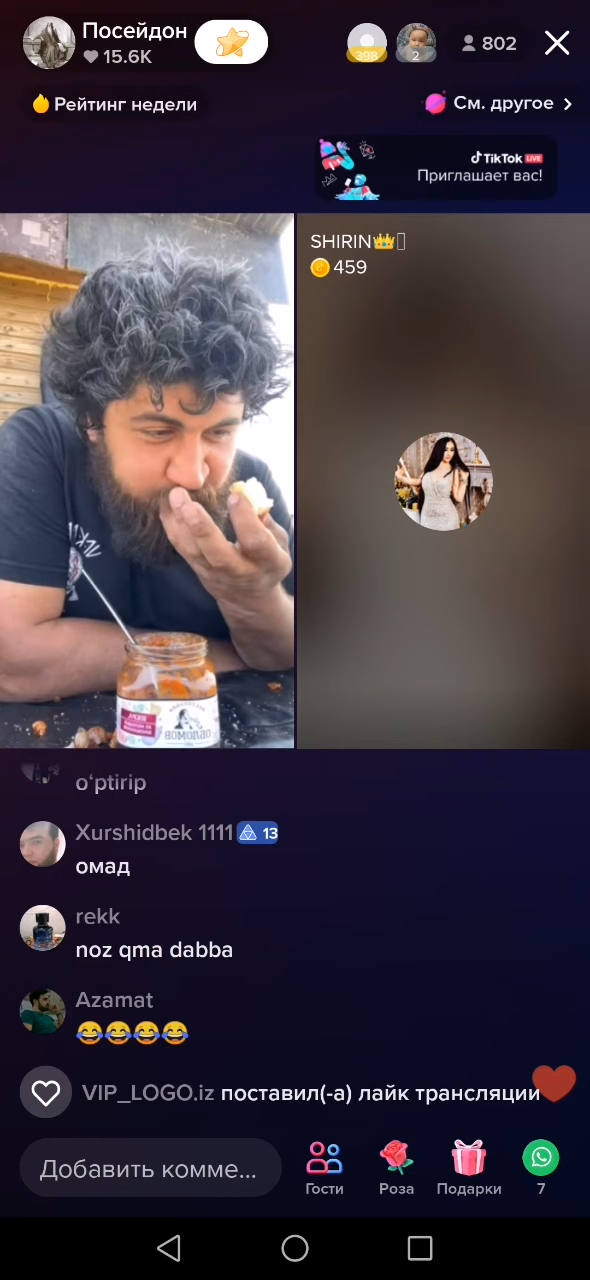 Посейдон
15.6K
398
2
802
Рейтинг недели
См. другое
TikTok LIVE
Приглашает вас!
SHIRIN👑
459
o‘ptirip
Xurshidbek 1111 13
омад
rekk
noz qma dabba
Azamat
😂😂😂😂
VIP_LOGO.iz поставил(-а) лайк трансляции
Добавить комме...
Гости
Роза
Подарки
7